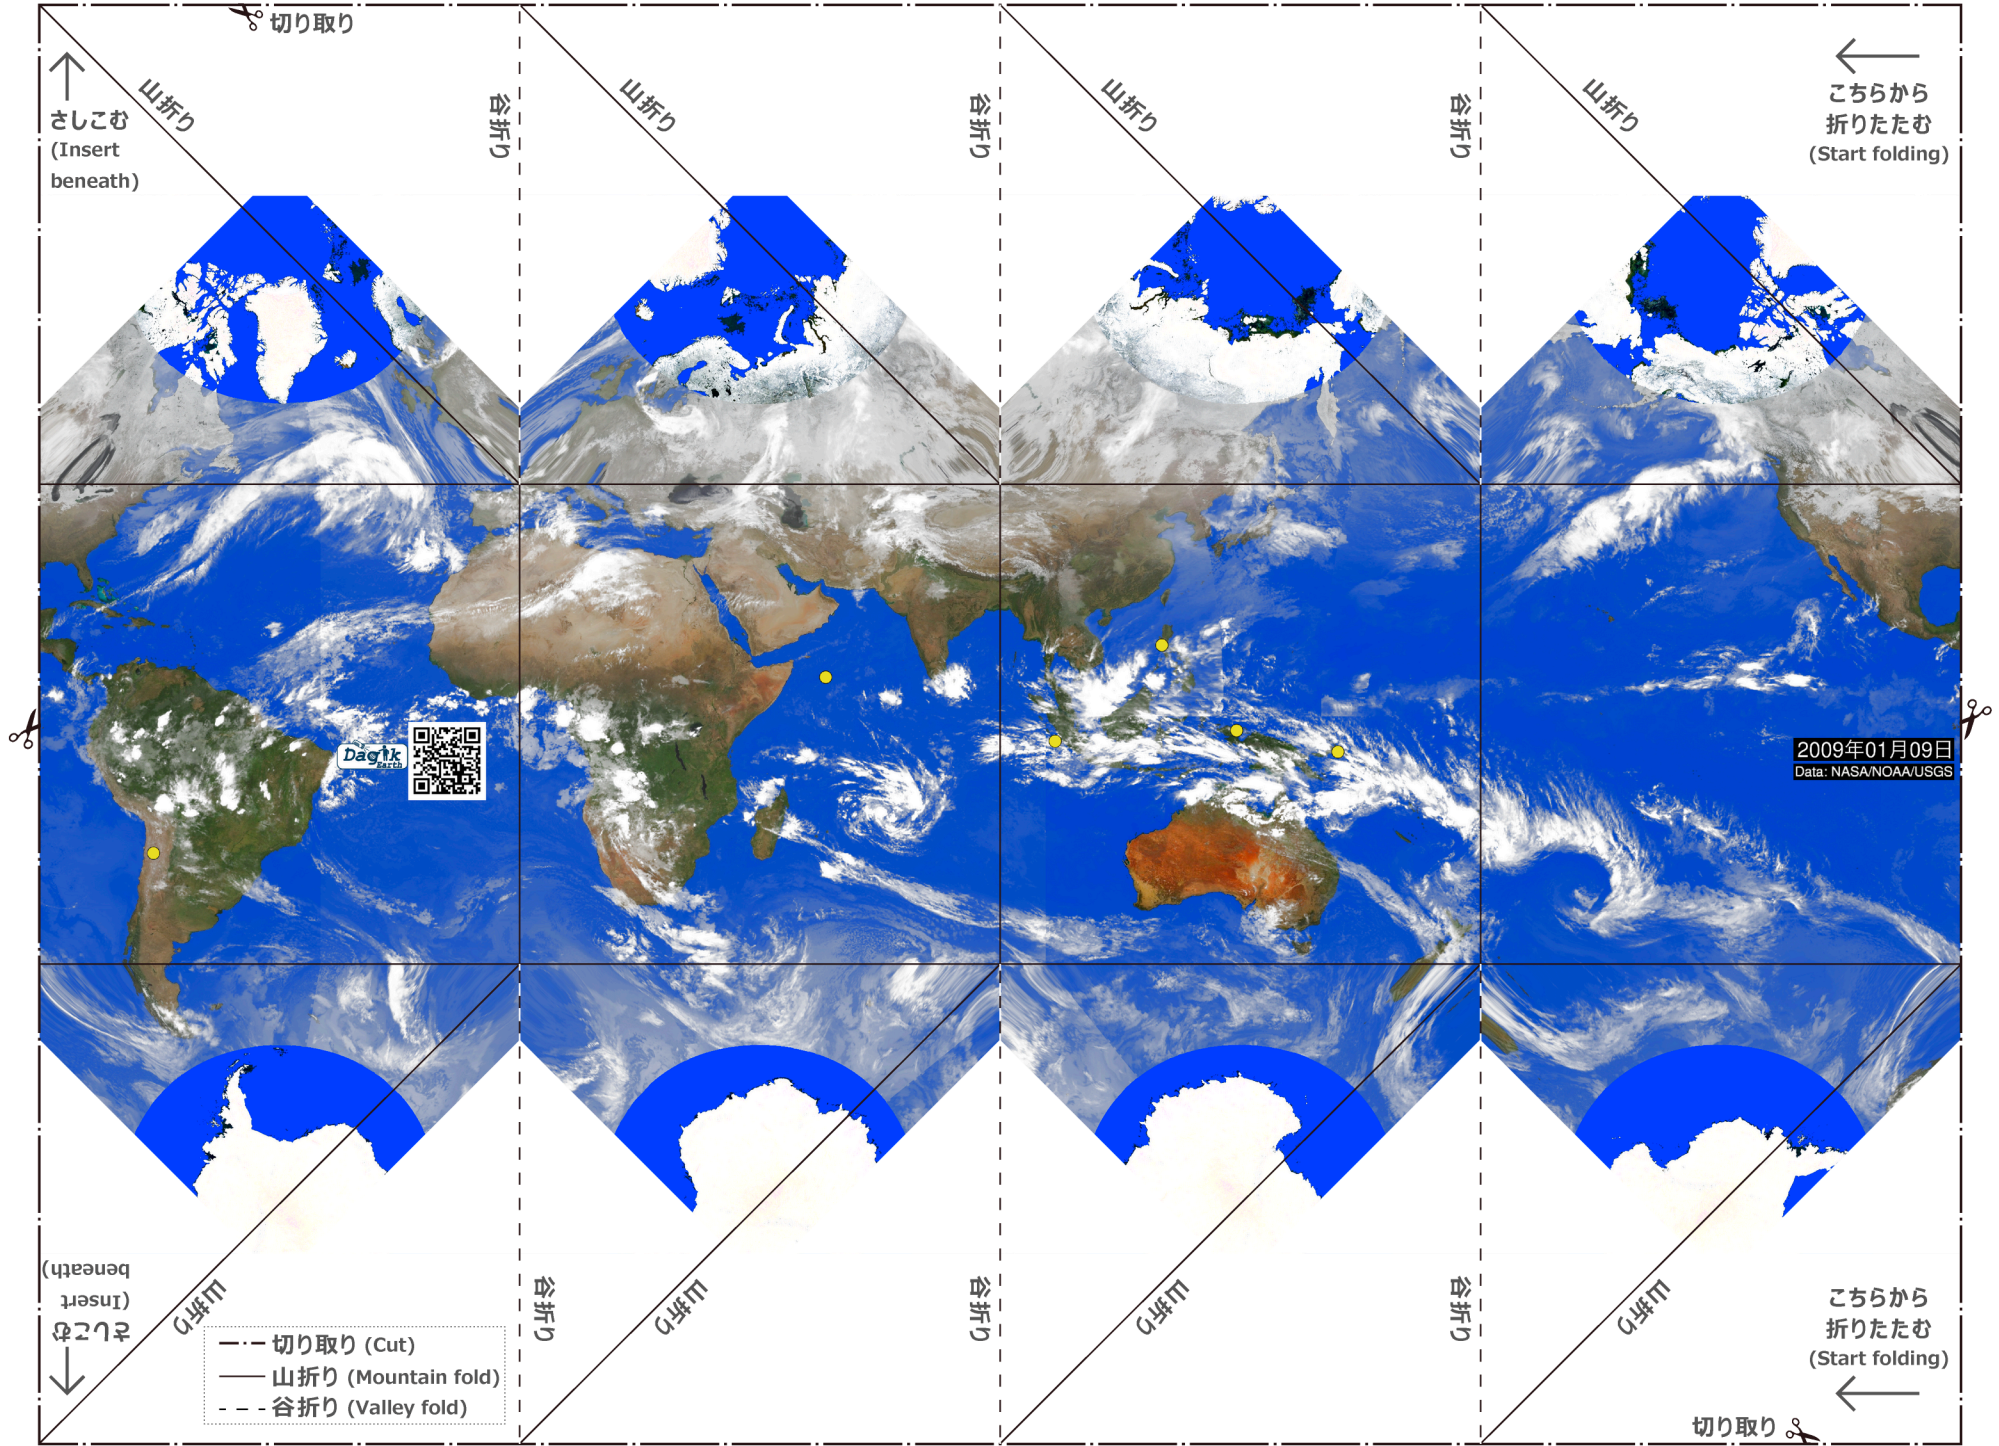 切り取り
さしこむ
(Insert
beneath)
山折り
谷折り
山折り
谷折り
山折り
谷折り
山折り
こちらから
折りたたむ
(Start folding)
Dagik
Earth
2009年01月09日
Data: NASA/NOAA/USGS
さしこむ
(Insert
beneath)
山折り
谷折り
山折り
谷折り
山折り
谷折り
山折り
こちらから
折りたたむ
(Start folding)
切り取り (Cut)
山折り (Mountain fold)
谷折り (Valley fold)
切り取り